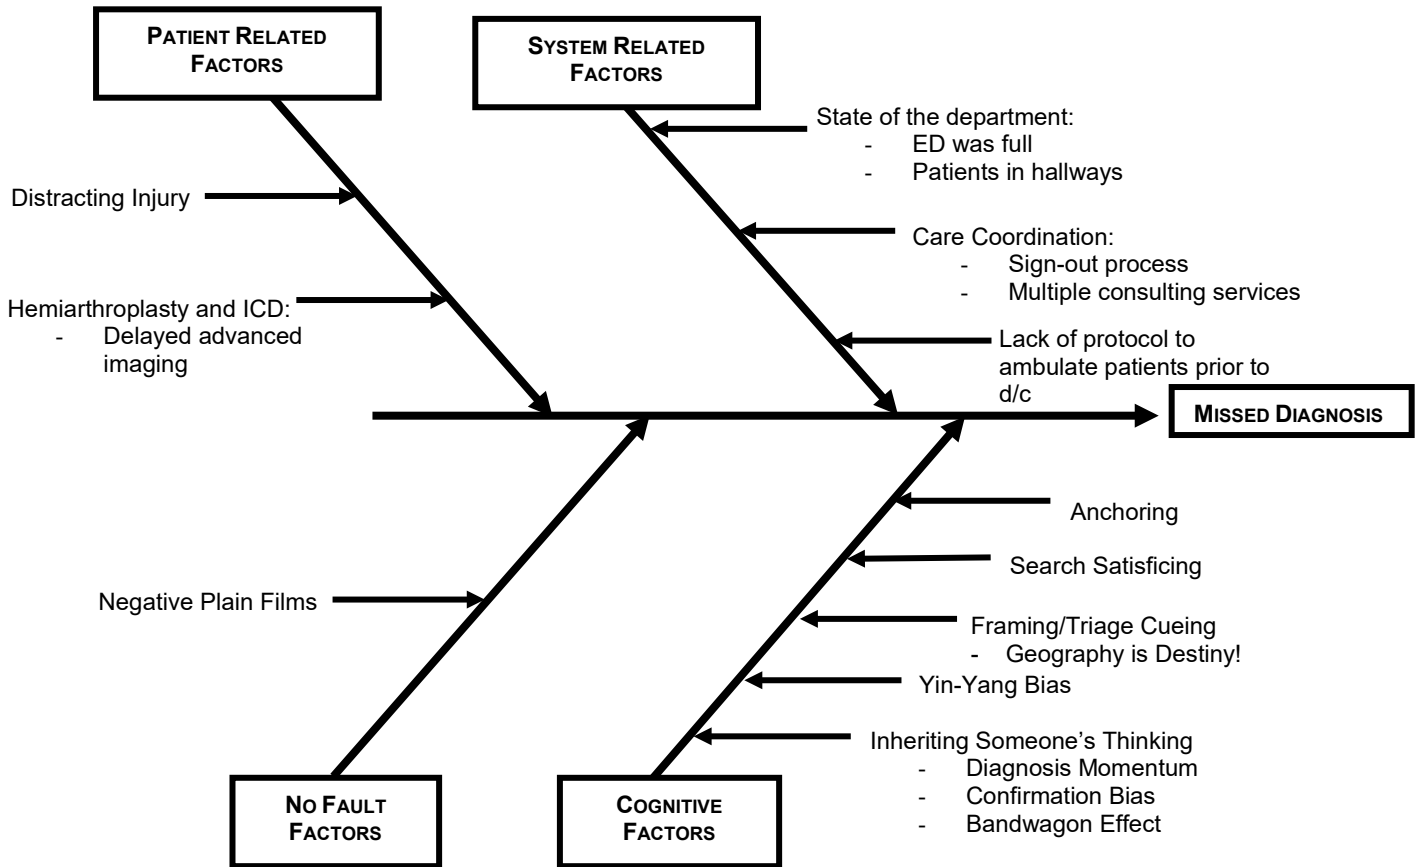 PATIENT RELATED
FACTORS
SYSTEM RELATED
FACTORS
State of the department:
- ED was full
- Patients in hallways
Distracting Injury
Care Coordination:
- Sign-out process
- Multiple consulting services
Hemiarthroplasty and ICD:
- Delayed advanced
imaging
Lack of protocol to
ambulate patients prior to
d/c
MISSED DIAGNOSIS
Anchoring
Search Satisficing
Negative Plain Films
Framing/Triage Cueing
- Geography is Destiny!
Yin-Yang Bias
Inheriting Someone’s Thinking
- Diagnosis Momentum
- Confirmation Bias
- Bandwagon Effect
NO FAULT
FACTORS
COGNITIVE
FACTORS